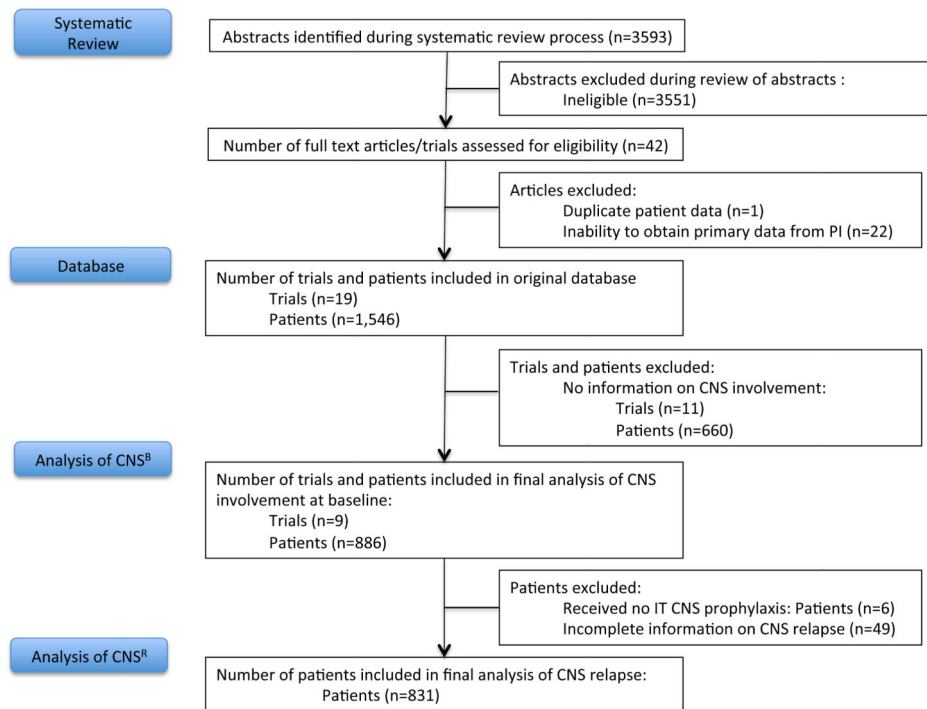 Systematic
Review
Abstracts identified during systematic review process (n=3593)
Abstracts excluded during review of abstracts :
Ineligible (n=3551)
Number of full text articles/trials assessed for eligibility (n=42)
Articles excluded:
Duplicate patient data (n=1)
Inability to obtain primary data from PI (n=22)
Database
Number of trials and patients included in original database
Trials (n=19)
Patients (n=1,546)
Trials and patients excluded:
No information on CNS involvement:
Trials (n=11)
Patients (n=660)
Analysis of CNSᴮ
Number of trials and patients included in final analysis of CNS
involvement at baseline:
Trials (n=9)
Patients (n=886)
Patients excluded:
Received no IT CNS prophylaxis: Patients (n=6)
Incomplete information on CNS relapse (n=49)
Analysis of CNSᴿ
Number of patients included in final analysis of CNS relapse:
Patients (n=831)